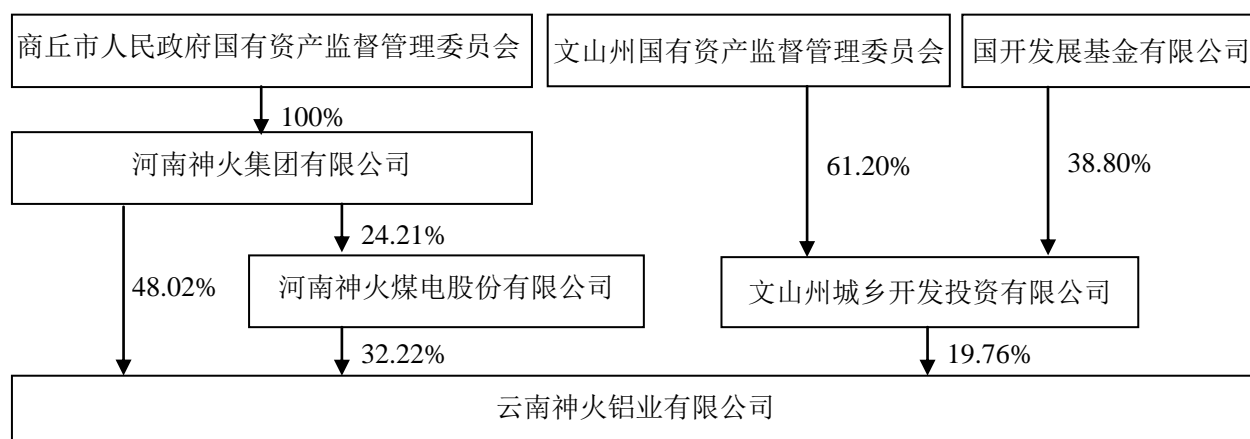 商丘市人民政府国有资产监督管理委员会
文山州国有资产监督管理委员会
国开发展基金有限公司
100%
河南神火集团有限公司
61.20%
38.80%
24.21%
48.02%
河南神火煤电股份有限公司
文山州城乡开发投资有限公司
32.22%
19.76%
云南神火铝业有限公司